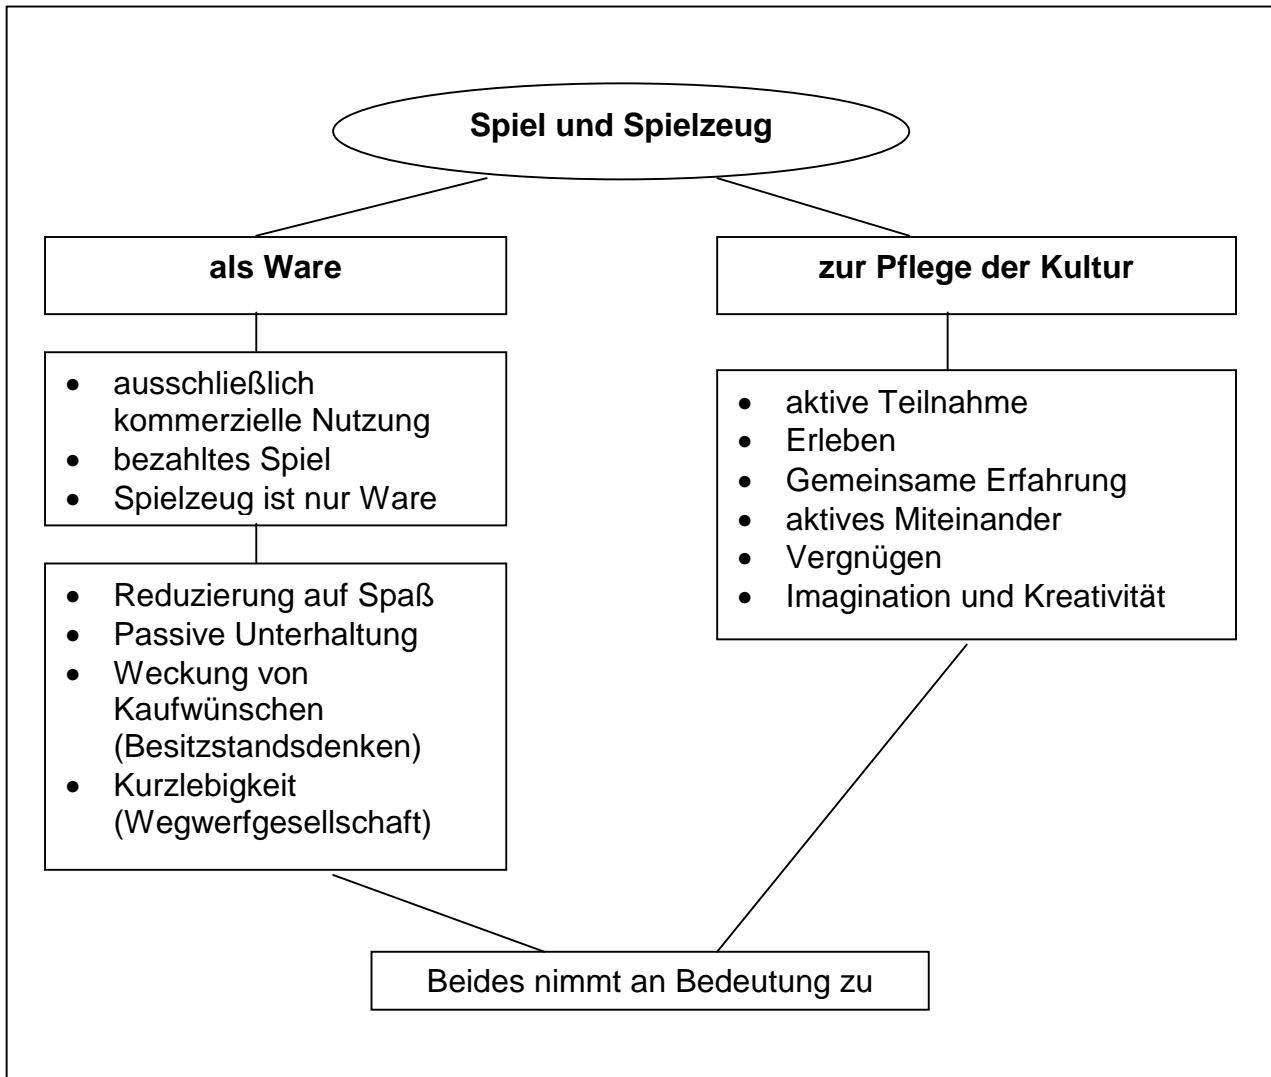 Spiel und Spielzeug
als Ware
• ausschließlich
kommerzielle Nutzung
• bezahltes Spiel
• Spielzeug ist nur Ware
• Reduzierung auf Spaß
• Passive Unterhaltung
• Weckung von
Kaufwünschen
(Besitzstandsdenken)
• Kurzlebigkeit
(Wegwerfgesellschaft)
zur Pflege der Kultur
• aktive Teilnahme
• Erleben
• Gemeinsame Erfahrung
• aktives Miteinander
• Vergnügen
• Imagination und Kreativität
Beides nimmt an Bedeutung zu